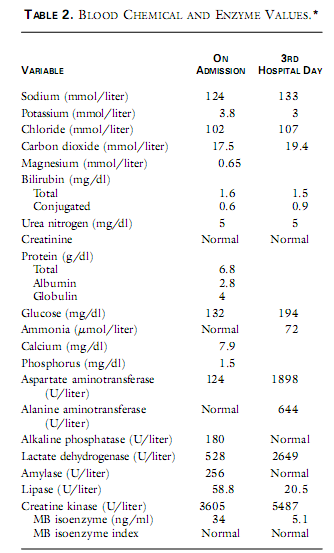 TABLE 2. BLOOD CHEMICAL AND ENZYME VALUES.*
VARIABLE ON ADMISSION 3RD HOSPITAL DAY
Sodium (mmol/liter) 124 133
Potassium (mmol/liter) 3.8 3
Chloride (mmol/liter) 102 107
Carbon dioxide (mmol/liter) 17.5 19.4
Magnesium (mmol/liter) 0.65
Bilirubin (mg/dl)
Total 1.6 1.5
Conjugated 0.6 0.9
Urea nitrogen (mg/dl) 5 5
Creatinine Normal Normal
Protein (g/dl)
Total 6.8
Albumin 2.8
Globulin 4
Glucose (mg/dl) 132 194
Ammonia (μmol/liter) Normal 72
Calcium (mg/dl) 7.9
Phosphorus (mg/dl) 1.5
Aspartate aminotransferase 124 1898
(U/liter)
Alanine aminotransferase Normal 644
(U/liter)
Alkaline phosphatase (U/liter) 180 Normal
Lactate dehydrogenase (U/liter) 528 2649
Amylase (U/liter) 256 Normal
Lipase (U/liter) 58.8 20.5
Creatine kinase (U/liter) 3605 5487
MB isoenzyme (ng/ml) 34 5.1
MB isoenzyme index Normal Normal